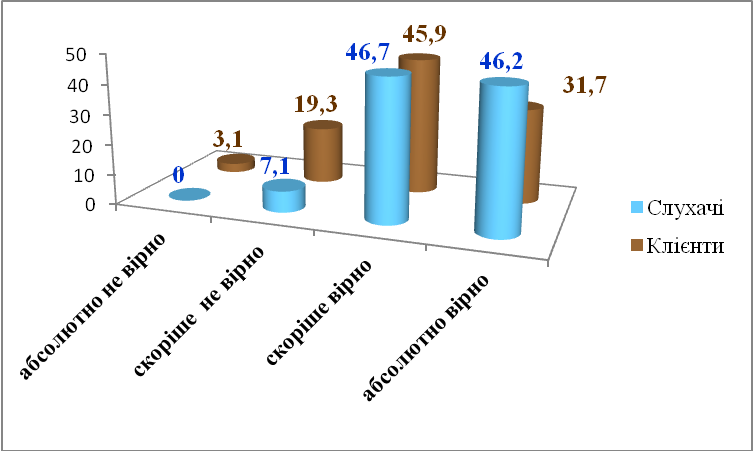 50
40
30
20
10
0
0
3,1
7,1
19,3
46,7
45,9
46,2
31,7
абсолютно не вірно
скоріше  не вірно
скоріше вірно
абсолютно вірно
Слухачі
Клієнти